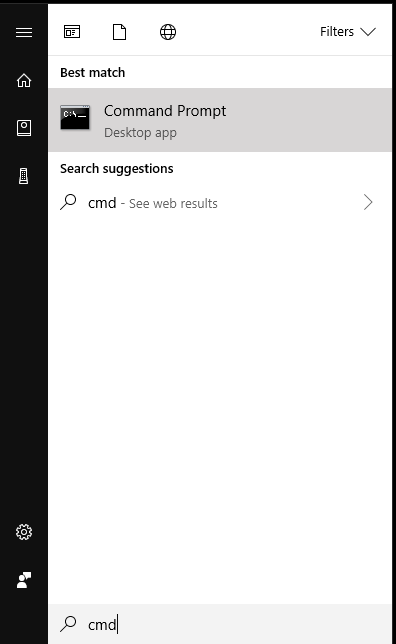 Filters
Best match
C:\_
Command Prompt
Desktop app
Search suggestions
cmd - See web results
cmd